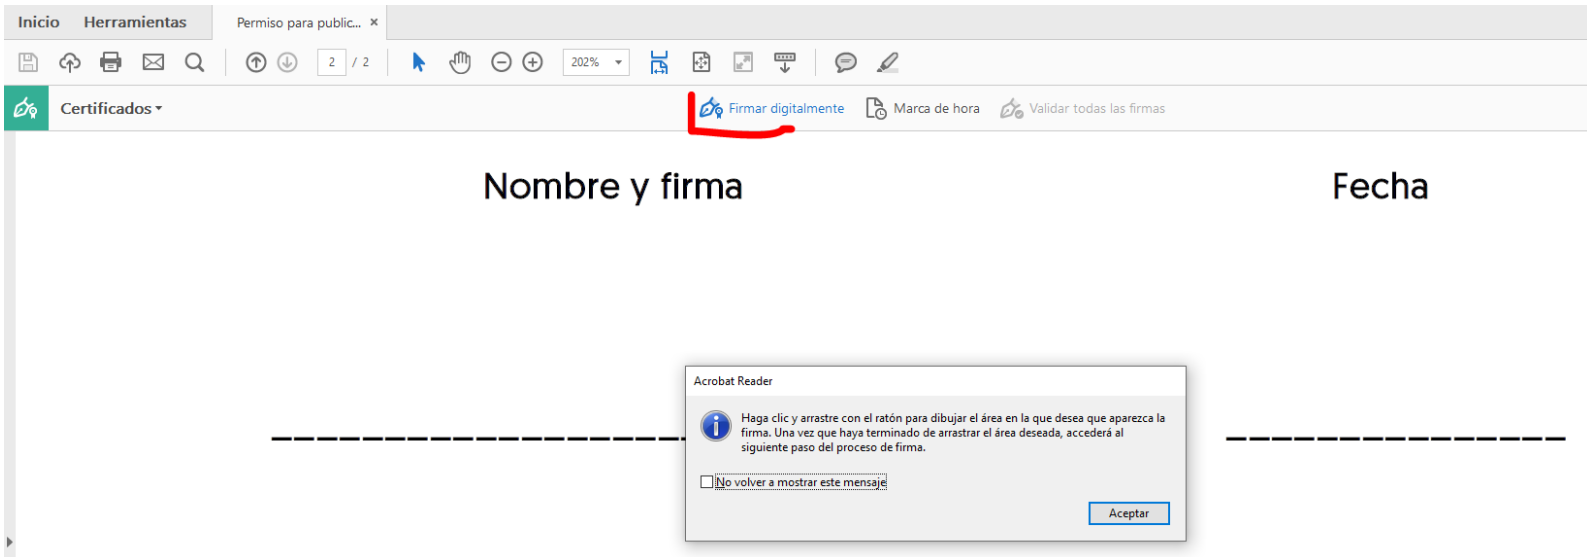 Inicio Herramientas Permiso para public... ×
2 / 2 202%
Certificados Firmar digitalmente Marca de hora Validar todas las firmas
Nombre y firma Fecha
Acrobat Reader
Haga clic y arrastre con el ratón para dibujar el área en la que desea que aparezca la
firma. Una vez que haya terminado de arrastrar el área deseada, accederá al
siguiente paso del proceso de firma.
No volver a mostrar este mensaje
Aceptar